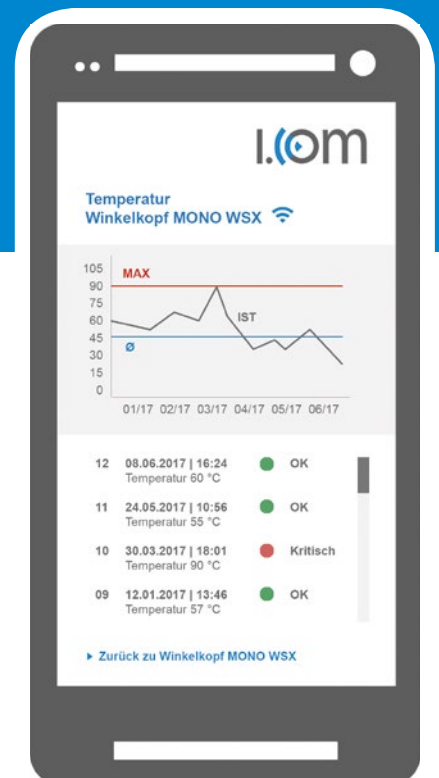 I.COM
Temperatur
Winkelkopf MONO WSX
105
90
75
60
45
30
15
0
MAX
IST
Ø
01/17 02/17 03/17 04/17 05/17 06/17
12 08.06.2017 | 16:24 OK
Temperatur 60 °C
11 24.05.2017 | 10:56 OK
Temperatur 55 °C
10 30.03.2017 | 18:01 Kritisch
Temperatur 90 °C
09 12.01.2017 | 13:46 OK
Temperatur 57 °C
Zurück zu Winkelkopf MONO WSX